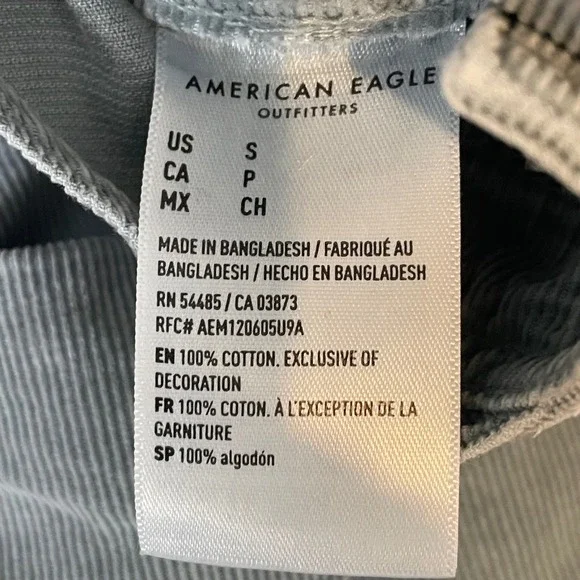 AMERICAN EAGLE
OUTFITTERS
US S
CA P
MX CH
MADE IN BANGLADESH / FABRIQUÉ AU
BANGLADESH / HECHO EN BANGLADESH
RN 54485 / CA 03873
RFC# AEM120605U9A
EN 100% COTTON. EXCLUSIVE OF
DECORATION
FR 100% COTON. À L'EXCEPTION DE LA
GARNITURE
SP 100% algodón